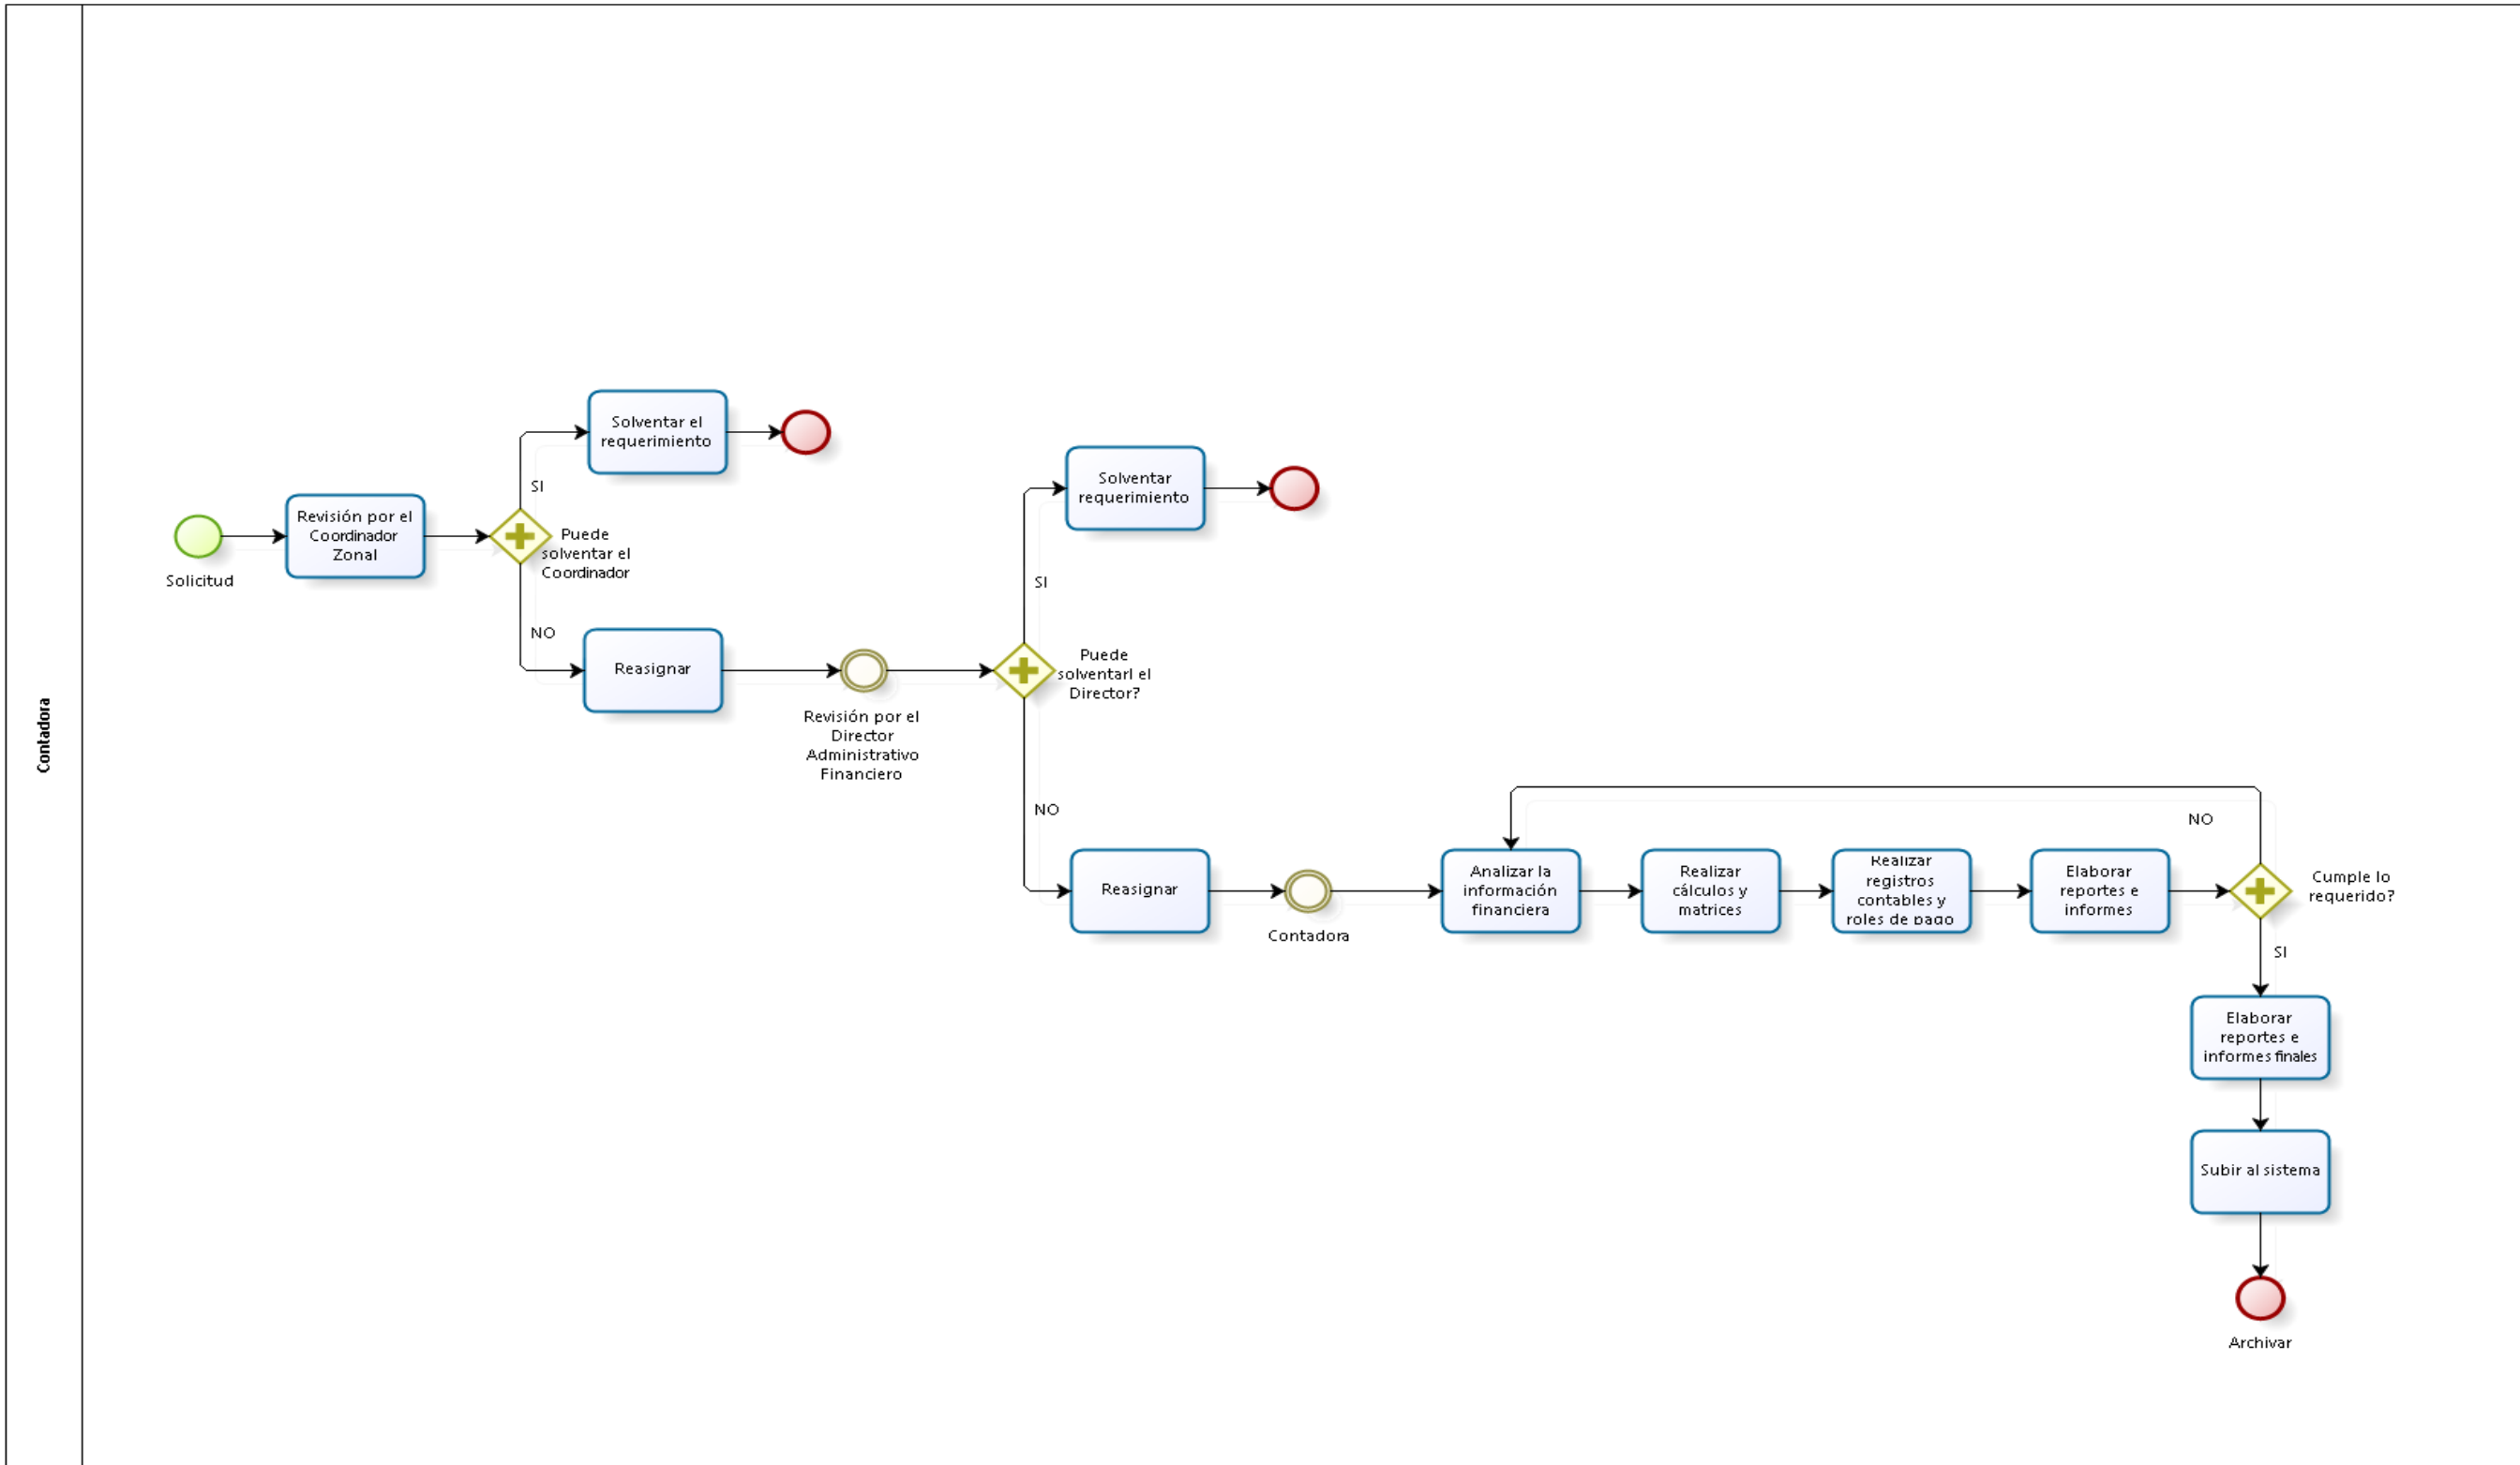 Contadora
Solicitud
Revisión por el
Coordinador
Zonal
Puede
solventar el
Coordinador
SI
Solventar el
requerimiento
NO
Reasignar
Revisión por el
Director
Administrativo
Financiero
Puede
solventarl el
Director?
SI
Solventar
requerimiento
NO
Reasignar
Contadora
Analizar la
información
financiera
Realizar
cálculos y
matrices
Realizar
registros
contables y
roles de pago
Elaborar
reportes e
informes
Cumple lo
requerido?
NO
SI
Elaborar
reportes e
informes finales
Subir al sistema
Archivar